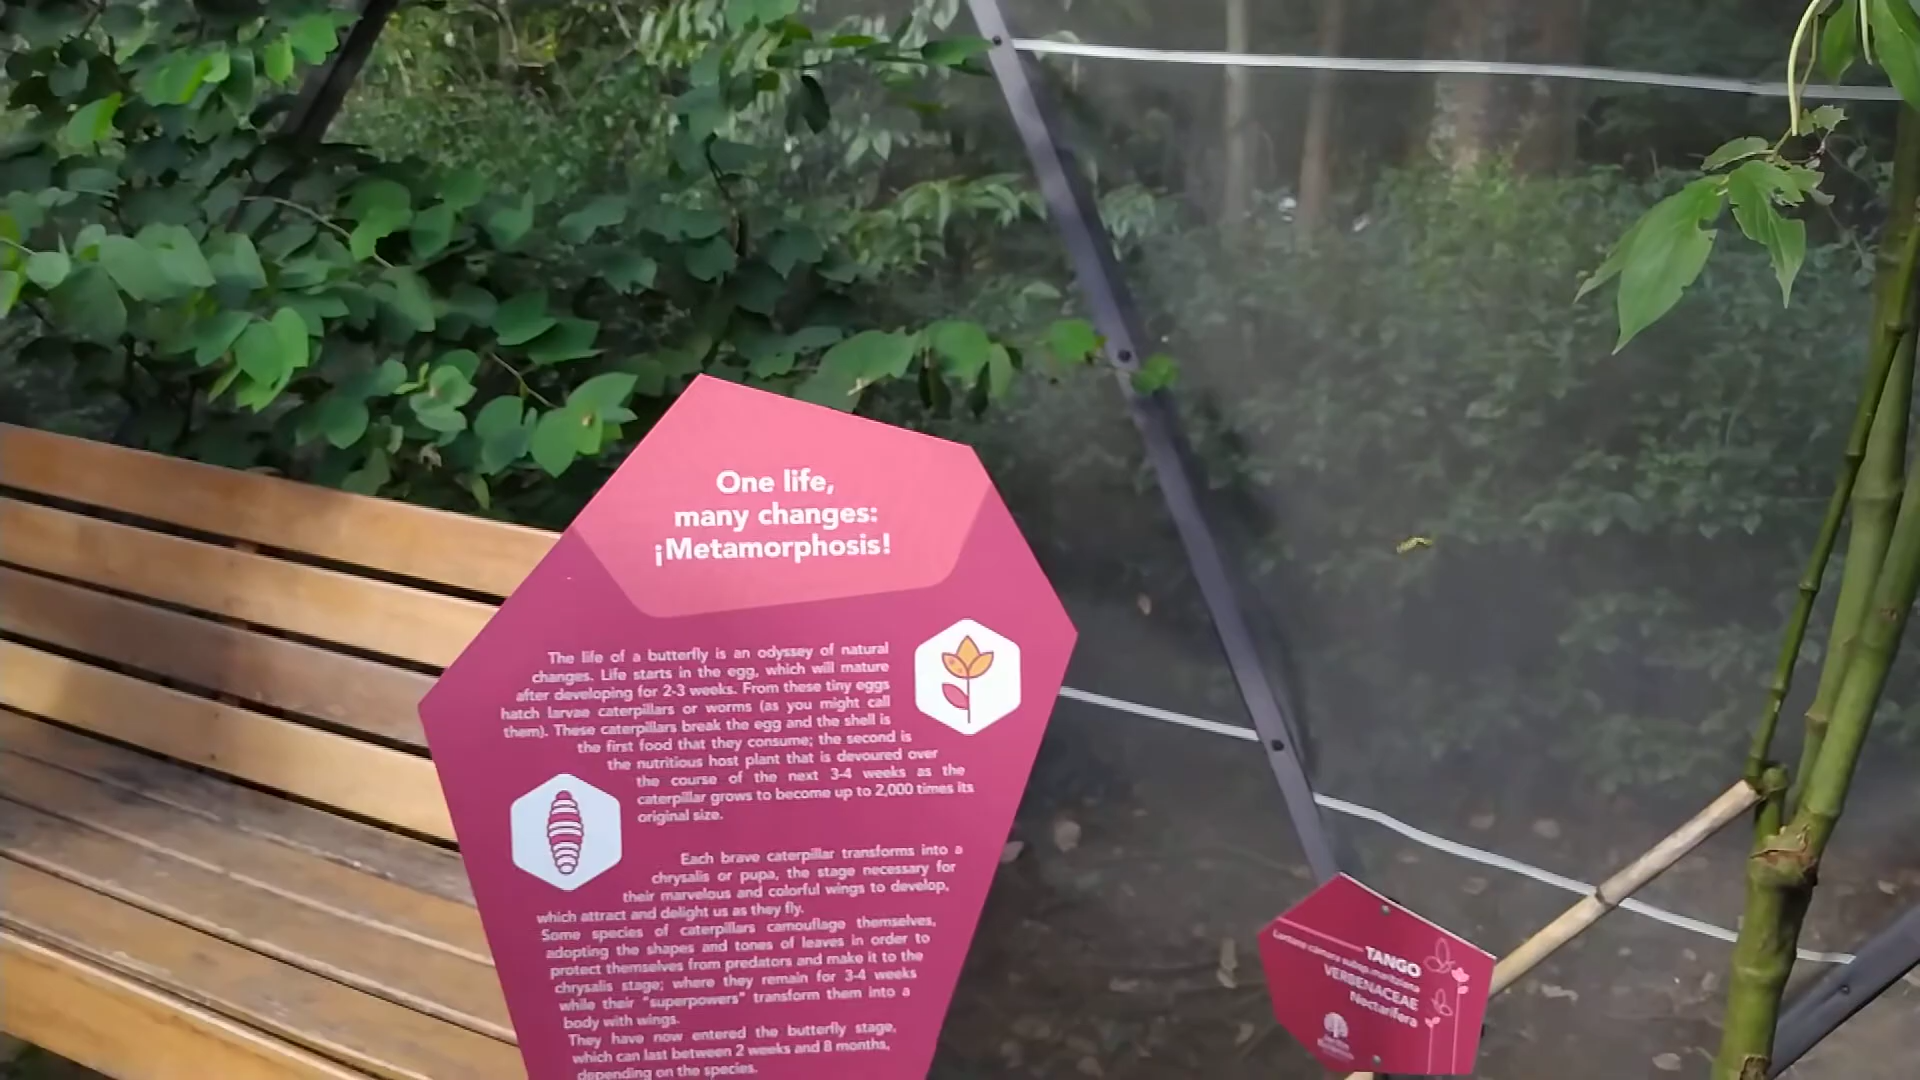 One life,
many changes:
¡Metamorphosis!
The life of a butterfly is an odyssey of natural
changes. Life starts in the egg, which will mature
after developing for 2-3 weeks. From these tiny eggs
hatch larvae caterpillars or worms (as you might call
them). These caterpillars break the egg and the shell is
the first food that they consume; the second is
the nutritious host plant that is devoured over
the course of the next 3-4 weeks as the
caterpillar grows to become up to 2,000 times its
original size.
Each brave caterpillar transforms into a
chrysalis or pupa, the stage necessary for
their marvelous and colorful wings to develop,
which attract and delight us as they fly.
Some species of caterpillars camouflage themselves,
adopting the shapes and tones of leaves in order to
protect themselves from predators and make it to the
chrysalis stage; where they remain for 3-4 weeks
while their "superpowers" transform them into a
body with wings.
They have now entered the butterfly stage,
which can last between 2 weeks and 8 months,
depending on the species.
TANGO
VERBENACEAE
Nectarífera